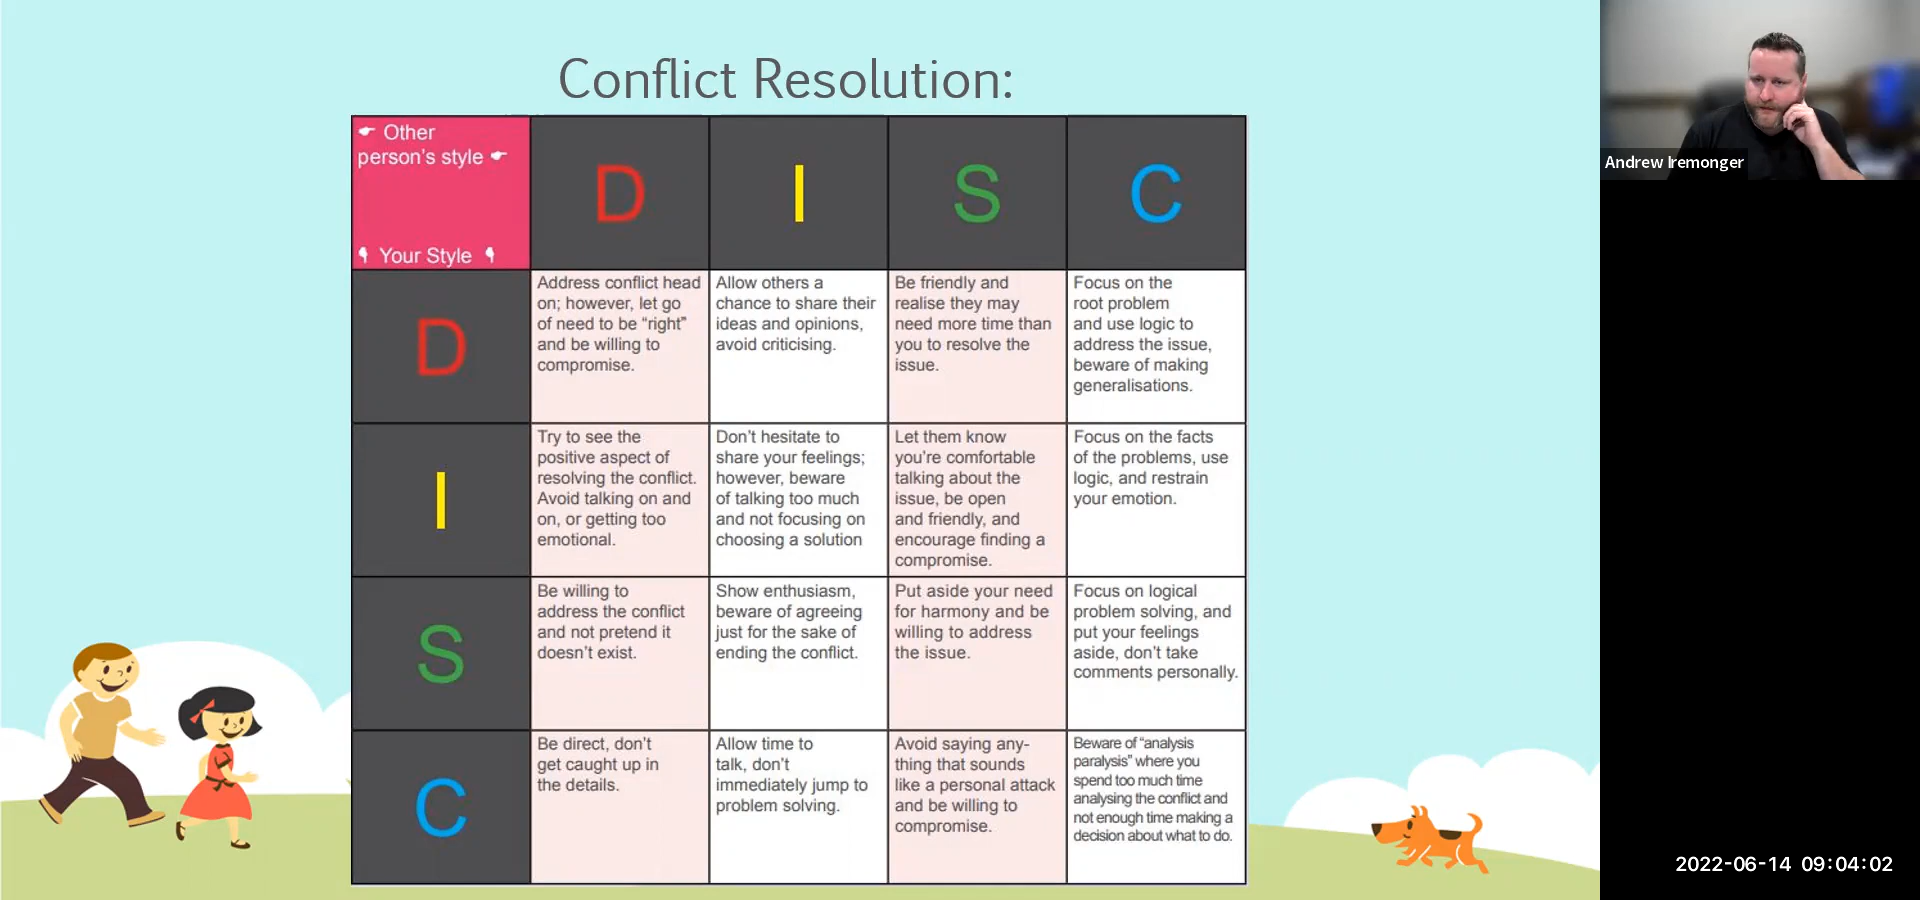 Conflict Resolution:
Other
person's style
Your Style
D
I
S
C
D
Address conflict head
on; however, let go
of need to be “right”
and be willing to
compromise.
Allow others a
chance to share their
ideas and opinions,
avoid criticising.
Be friendly and
realise they may
need more time than
you to resolve the
issue.
Focus on the
root problem
and use logic to
address the issue,
beware of making
generalisations.
I
Try to see the
positive aspect of
resolving the conflict.
Avoid talking on and
on, or getting too
emotional.
Don’t hesitate to
share your feelings;
however, beware
of talking too much
and not focusing on
choosing a solution
Let them know
you’re comfortable
talking about the
issue, be open
and friendly, and
encourage finding a
compromise.
Focus on the facts
of the problems, use
logic, and restrain
your emotion.
S
Be willing to
address the conflict
and not pretend it
doesn’t exist.
Show enthusiasm,
beware of agreeing
just for the sake of
ending the conflict.
Put aside your need
for harmony and be
willing to address
the issue.
Focus on logical
problem solving, and
put your feelings
aside, don’t take
comments personally.
C
Be direct, don’t
get caught up in
the details.
Allow time to
talk, don’t
immediately jump to
problem solving.
Avoid saying any-
thing that sounds
like a personal attack
and be willing to
compromise.
Beware of “analysis
paralysis” where you
spend too much time
analysing the conflict and
not enough time making a
decision about what to do.
Andrew Iremonger
2022-06-14 09:04:02